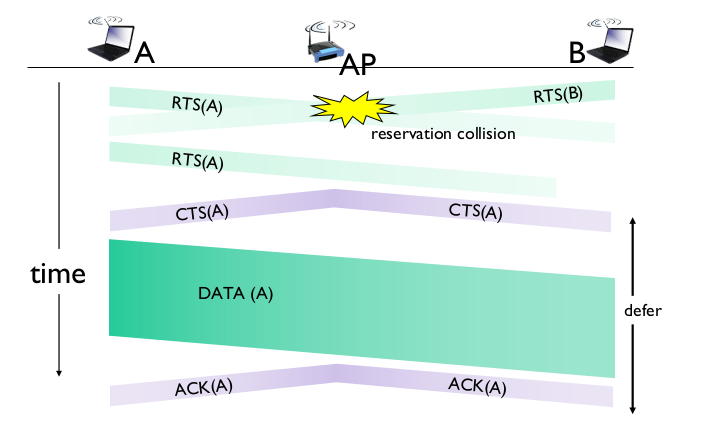 A
AP
B
RTS(A)
RTS(B)
reservation collision
RTS(A)
CTS(A)
CTS(A)
time
DATA (A)
defer
ACK(A)
ACK(A)